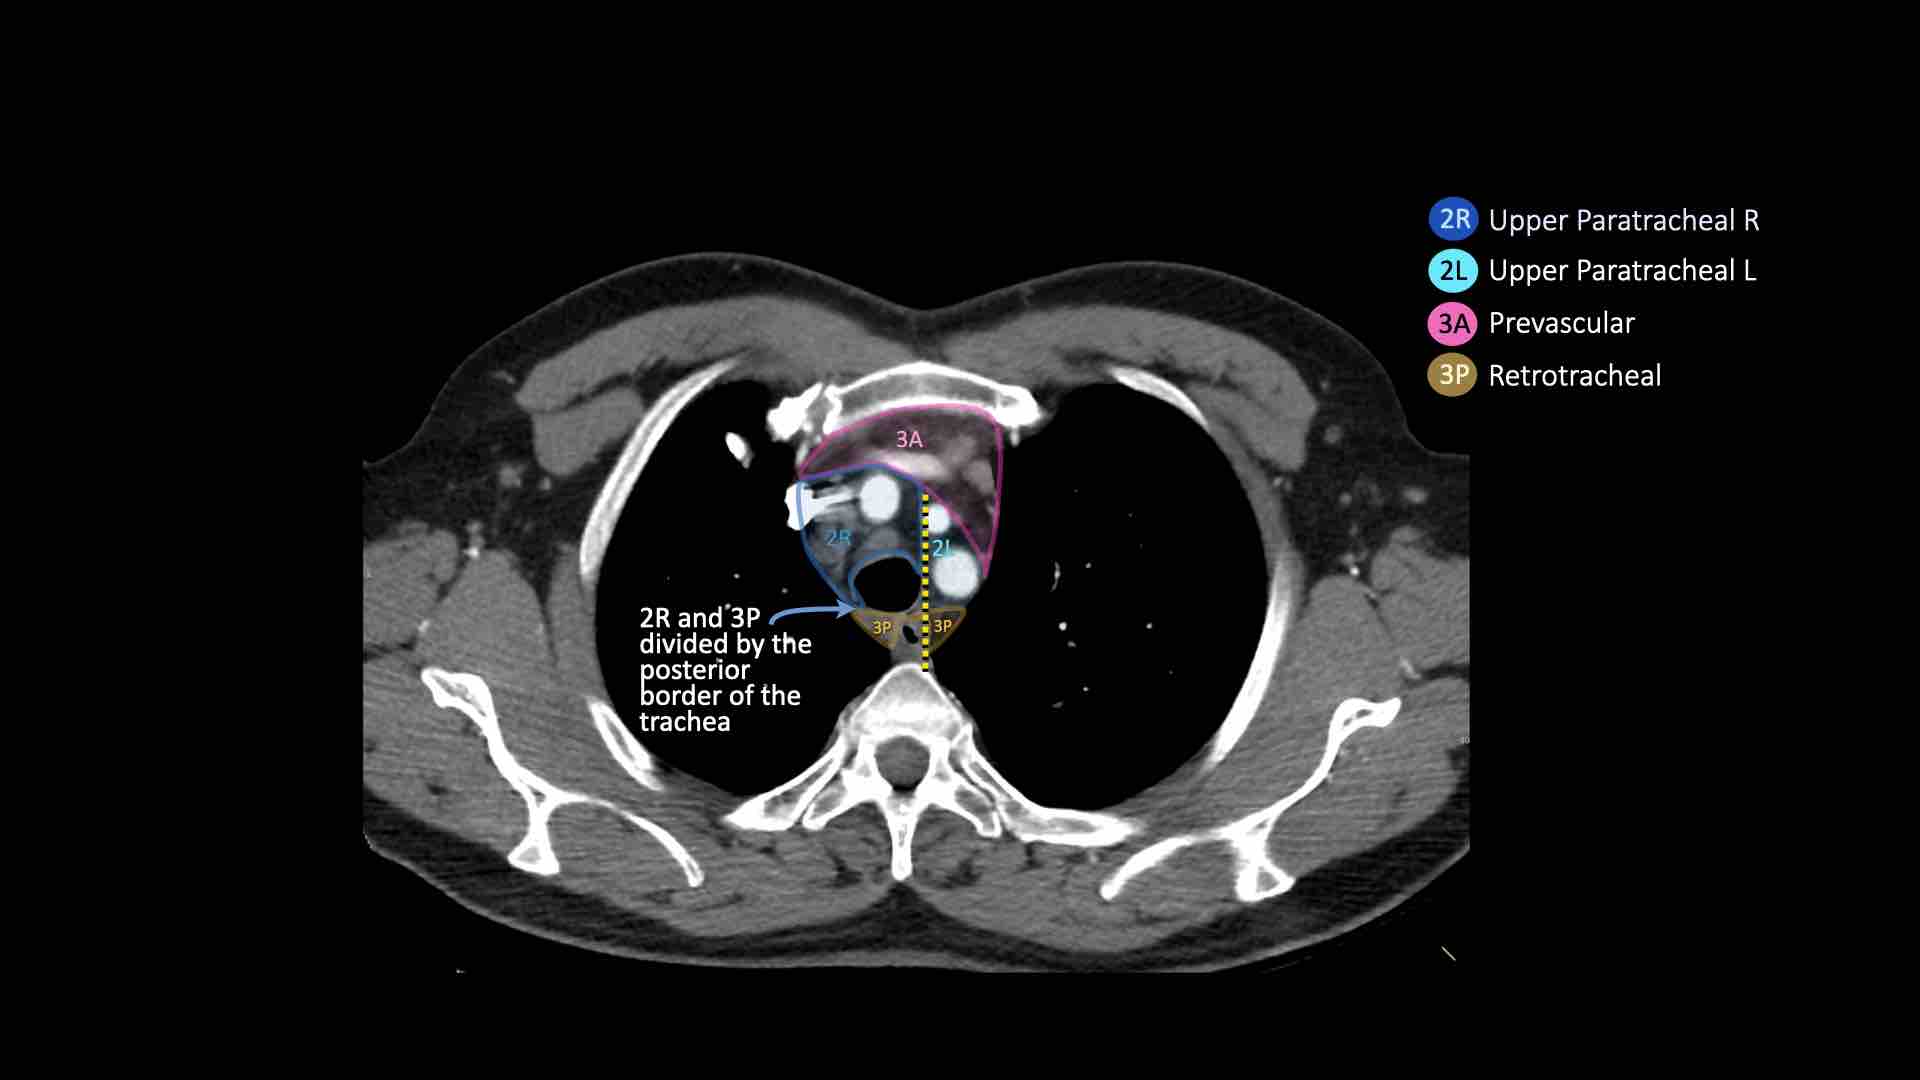 2R Upper Paratracheal R
2L Upper Paratracheal L
3A Prevascular
3P Retrotracheal
3A
2R
2L
3P
3P
2R and 3P
divided by the
posterior
border of the
trachea